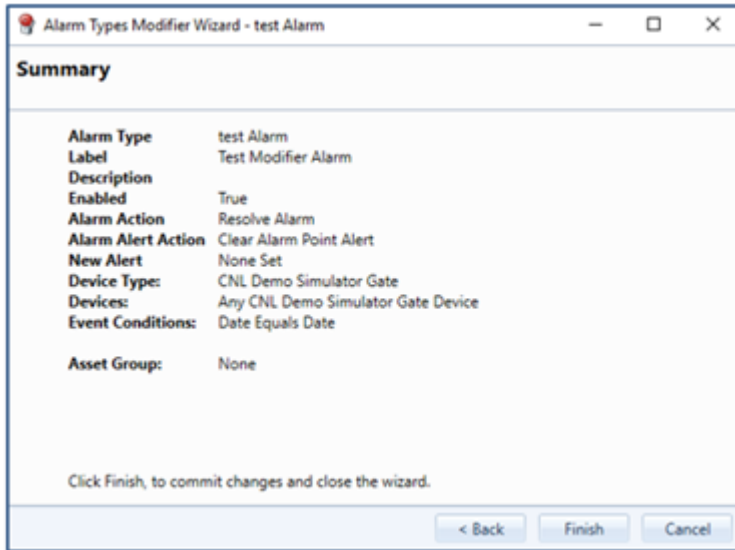 Alarm Types Modifier Wizard - test Alarm
Summary
Alarm Type test Alarm
Label Test Modifier Alarm
Description
Enabled True
Alarm Action Resolve Alarm
Alarm Alert Action Clear Alarm Point Alert
New Alert None Set
Device Type: CNL Demo Simulator Gate
Devices: Any CNL Demo Simulator Gate Device
Event Conditions: Date Equals Date
Asset Group: None
Click Finish, to commit changes and close the wizard.
< Back Finish Cancel